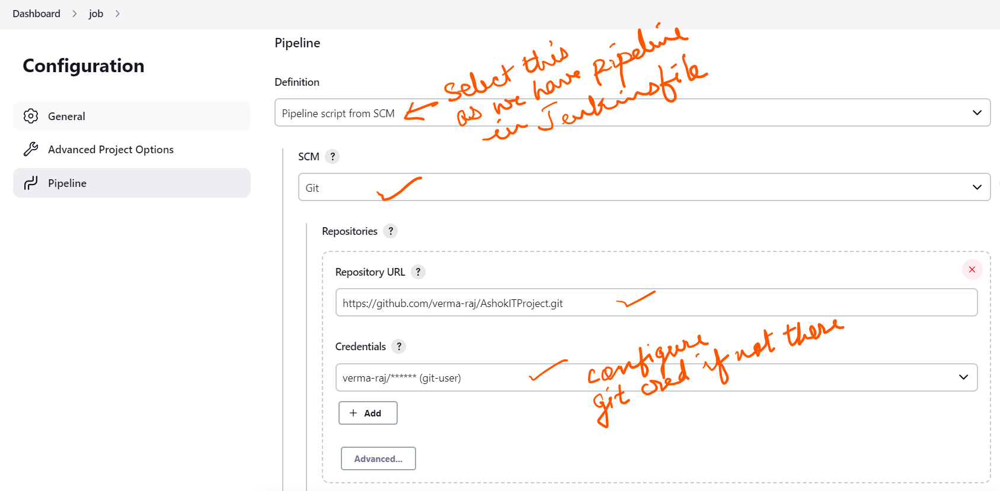 Dashboard > job >
Configuration
General
Advanced Project Options
Pipeline
Pipeline
Definition
Pipeline script from SCM
Select this
as we have Pipeline
in Jenkinsfile
SCM ?
Git
Repositories ?
Repository URL ?
https://github.com/verma-raj/AshokITProject.git
Credentials ?
verma-raj/****** (git-user)
configure
git cred if not there
+ Add
Advanced...